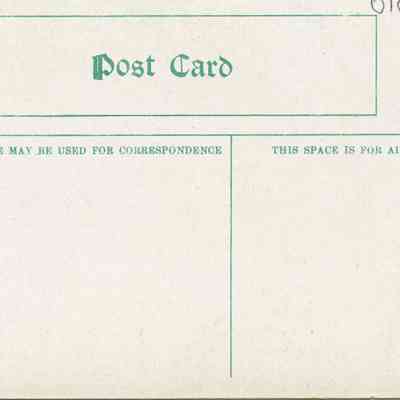 Post Card
MAY BE USED FOR CORRESPONDENCE
THIS SPACE IS FOR